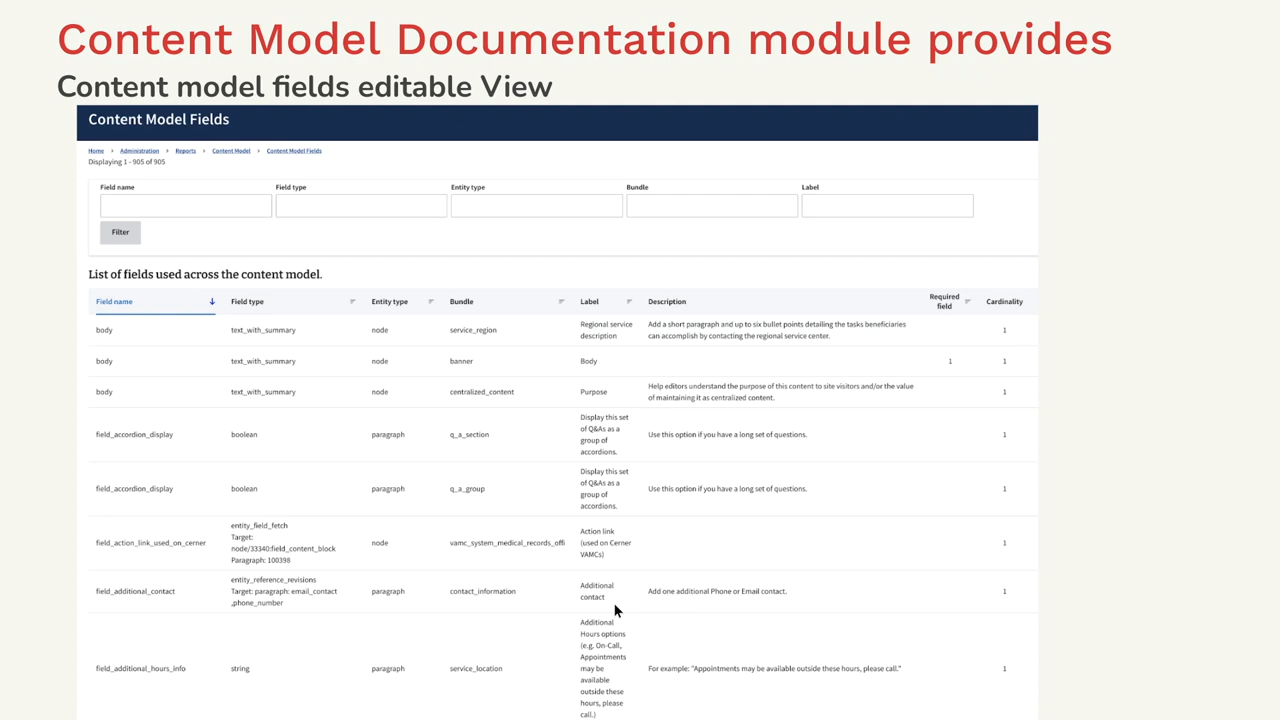 Content Model Documentation module provides
Content model fields editable View
Content Model Fields
Home > Administration > Reports > Content Model > Content Model Fields
Displaying 1 - 905 of 905
Field name Field type Entity type Bundle Label
Filter
List of fields used across the content model.
Field name Field type Entity type Bundle Label Description Required field Cardinality
body text_with_summary node service_region Regional service description Add a short paragraph and up to six bullet points detailing the tasks beneficiaries can accomplish by contacting the regional service center. 1
body text_with_summary node banner Body 1 1
body text_with_summary node centralized_content Purpose Help editors understand the purpose of this content to site visitors and/or the value of maintaining it as centralized content. 1
field_accordion_display boolean paragraph q_a_section Display this set of Q&As as a group of accordions. Use this option if you have a long set of questions. 1
field_accordion_display boolean paragraph q_a_group Display this set of Q&As as a group of accordions. Use this option if you have a long set of questions. 1
field_action_link_used_on_cerner entity_field_fetch Target: node/33340:field_content_block Paragraph: 100398 node vamc_system_medical_records_offi Action link (used on Cerner VAMCs) 1
field_additional_contact entity_reference_revisions Target: paragraph: email_contact ,phone_number paragraph contact_information Additional contact Add one additional Phone or Email contact. 1
field_additional_hours_info string paragraph service_location Additional Hours options (e.g. On-Call, Appointments may be available outside these hours, please call.) For example: "Appointments may be available outside these hours, please call." 1